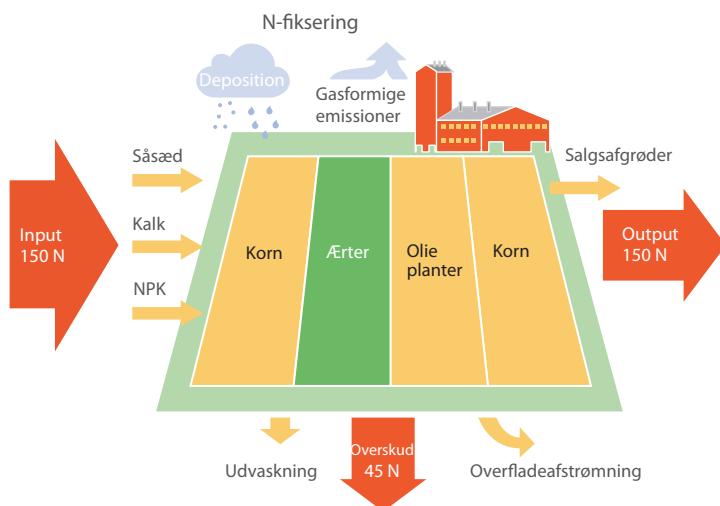 N-fiksering
Deposition
Gasformige
emissioner
Såsæd
Salgsafgrøder
Input
150 N
Kalk
NPK
Korn
Ærter
Olie
planter
Korn
Output
150 N
Udvaskning
Overskud
45 N
Overfladeafstrømning